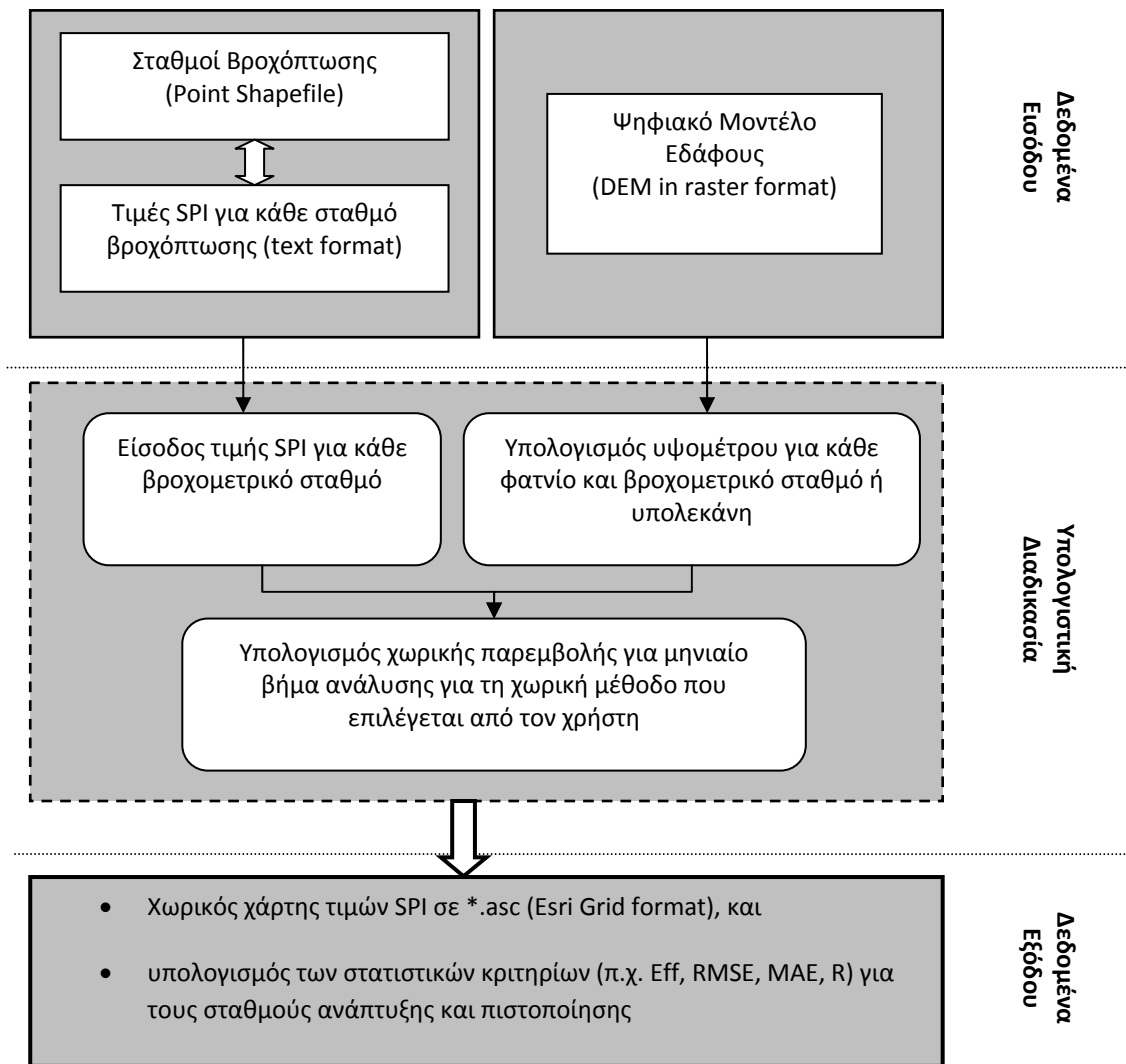 Σταθμοί Βροχόπτωσης
(Point Shapefile)
Τιμές SPI για κάθε σταθμό
βροχόπτωσης (text format)
Ψηφιακό Μοντέλο
Εδάφους
(DEM in raster format)
Δεδομένα
Εισόδου
Είσοδος τιμής SPI για κάθε
βροχομετρικό σταθμό
Υπολογισμός υψομέτρου για κάθε
φατνίο και βροχομετρικό σταθμό ή
υπολεκάνη
Υπολογισμός χωρικής παρεμβολής για μηνιαίο
βήμα ανάλυσης για τη χωρική μέθοδο που
επιλέγεται από τον χρήστη
Υπολογιστική
Διαδικασία
• Χωρικός χάρτης τιμών SPI σε *.asc (Esri Grid format), και
• υπολογισμός των στατιστικών κριτηρίων (π.χ. Eff, RMSE, MAE, R) για
τους σταθμούς ανάπτυξης και πιστοποίησης
Δεδομένα
Εξόδου